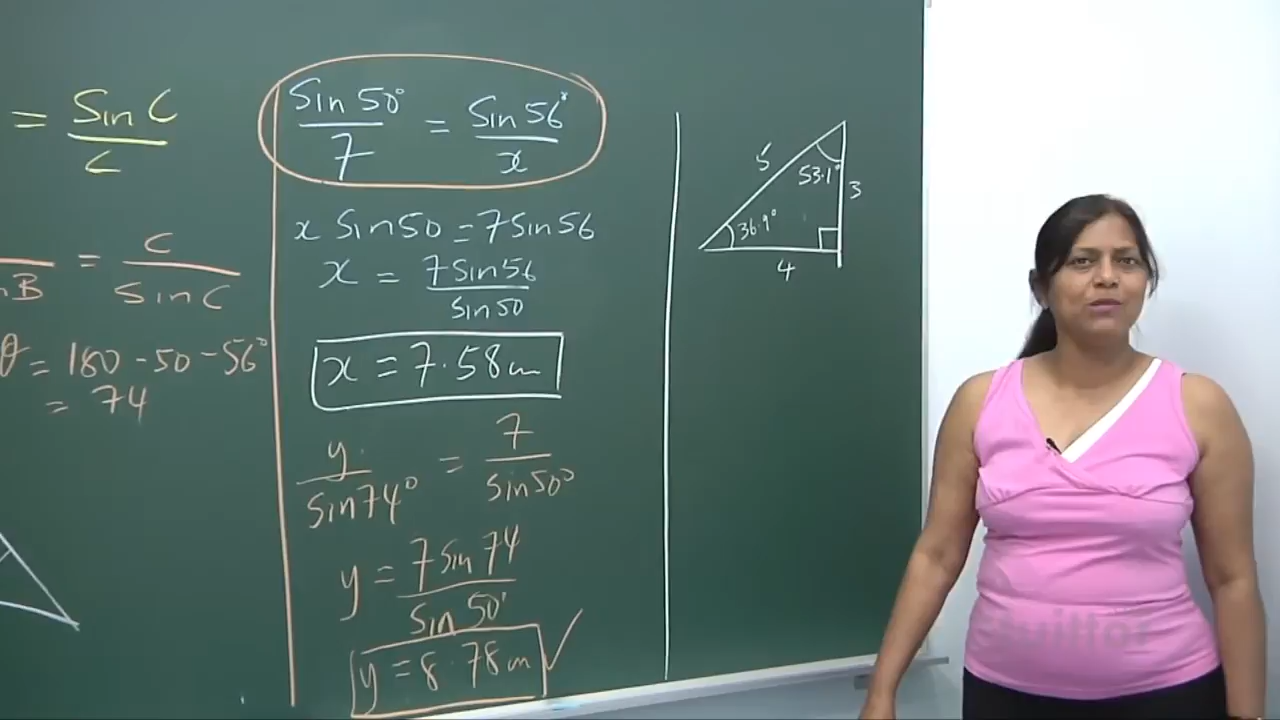 = Sin C / C
= C / Sin C
θ = 180 - 50 - 56°
= 74
Sin 50° / 7 = Sin 56° / x
x Sin 50 = 7 Sin 56
x = 7 Sin 56 / Sin 50
x = 7.58 cm
y / Sin 74° = 7 / Sin 50°
y = 7 Sin 74 / Sin 50°
y = 8.78 cm ✓
5
53.1°
3
36.9°
4